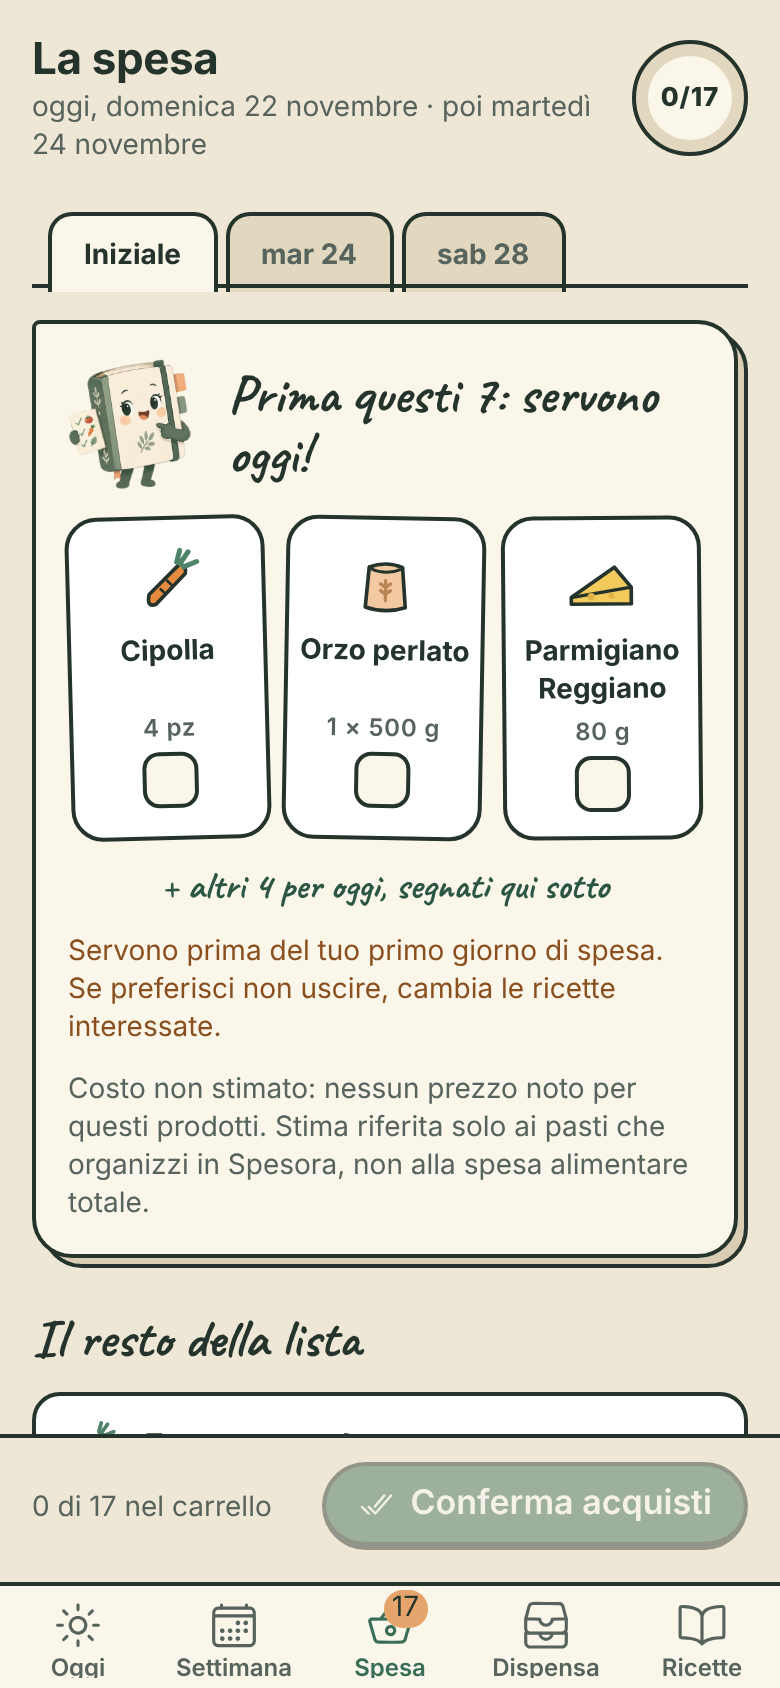 La spesa
oggi, domenica 22 novembre · poi martedì
24 novembre
0/17
Iniziale
mar 24
sab 28
Prima questi 7: servono
oggi!
Cipolla
4 pz
Orzo perlato
1 × 500 g
Parmigiano
Reggiano
80 g
+ altri 4 per oggi, segnati qui sotto
Servono prima del tuo primo giorno di spesa.
Se preferisci non uscire, cambia le ricette
interessate.
Costo non stimato: nessun prezzo noto per
questi prodotti. Stima riferita solo ai pasti che
organizzi in Spesora, non alla spesa alimentare
totale.
Il resto della lista
0 di 17 nel carrello
Conferma acquisti
17
Oggi
Settimana
Spesa
Dispensa
Ricette